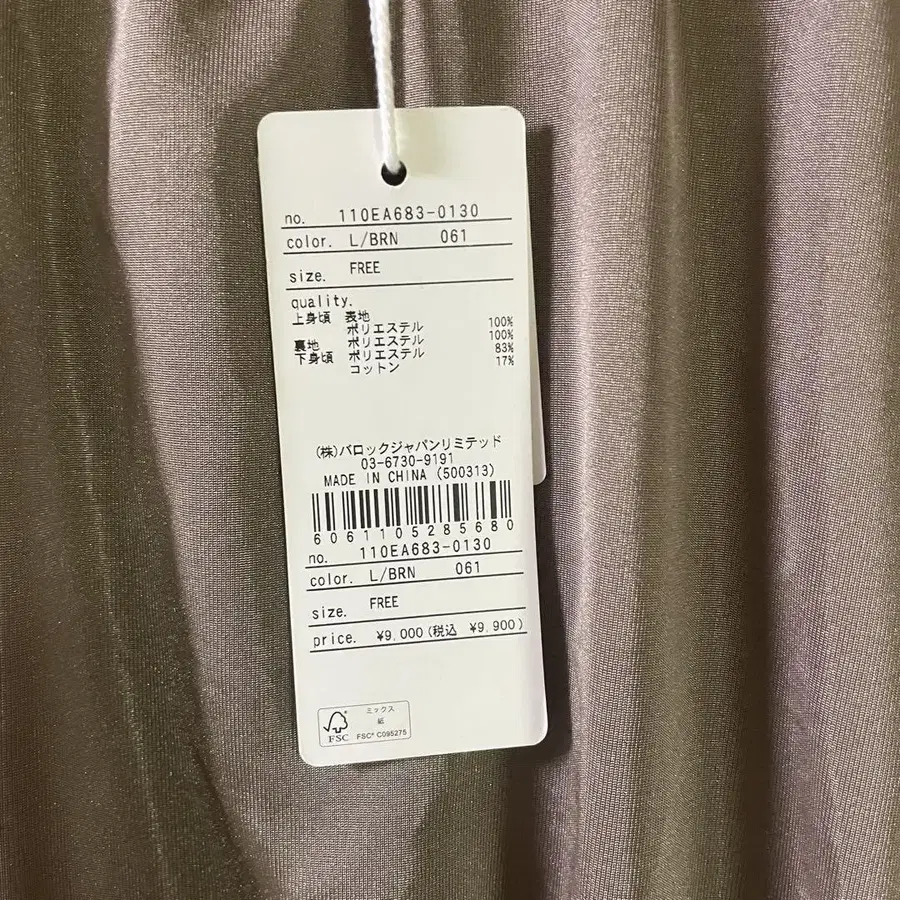 no. 110EA683-0130
color. L/BRN 061
size. FREE
quality.
上身頃 表地
ポリエステル 100%
裏地 ポリエステル 100%
下身頃 ポリエステル 83%
コットン 17%
(株)バロックジャパンリミテッド
03-6730-9191
MADE IN CHINA (500313)
6061105285680
no. 110EA683-0130
color. L/BRN 061
size. FREE
price. ¥9,000(税込 ¥9,900)
ミックス
紙
FSC® C095275
FSC